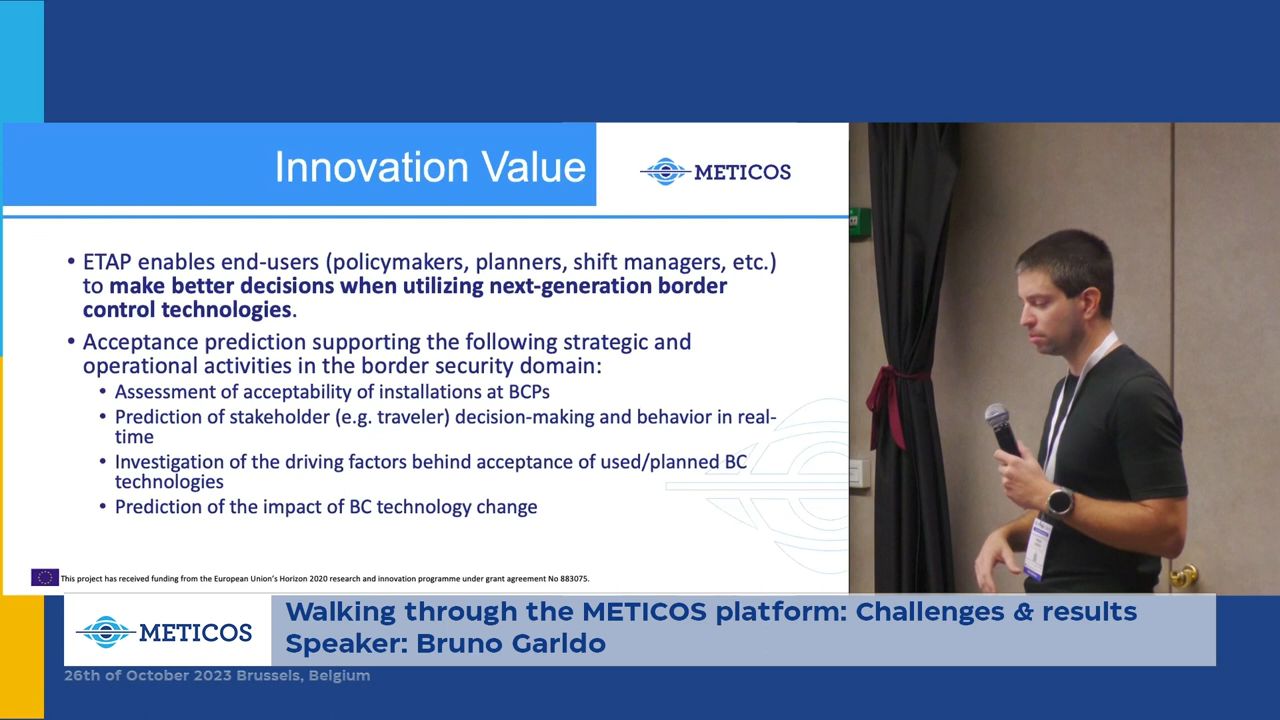 Innovation Value
METICOS
• ETAP enables end-users (policymakers, planners, shift managers, etc.)
to make better decisions when utilizing next-generation border
control technologies.
• Acceptance prediction supporting the following strategic and
operational activities in the border security domain:
• Assessment of acceptability of installations at BCPs
• Prediction of stakeholder (e.g. traveler) decision-making and behavior in real-
time
• Investigation of the driving factors behind acceptance of used/planned BC
technologies
• Prediction of the impact of BC technology change
This project has received funding from the European Union's Horizon 2020 research and innovation programme under grant agreement No 883075.
METICOS
Walking through the METICOS platform: Challenges & results
Speaker: Bruno Garldo
26th of October 2023 Brussels, Belgium